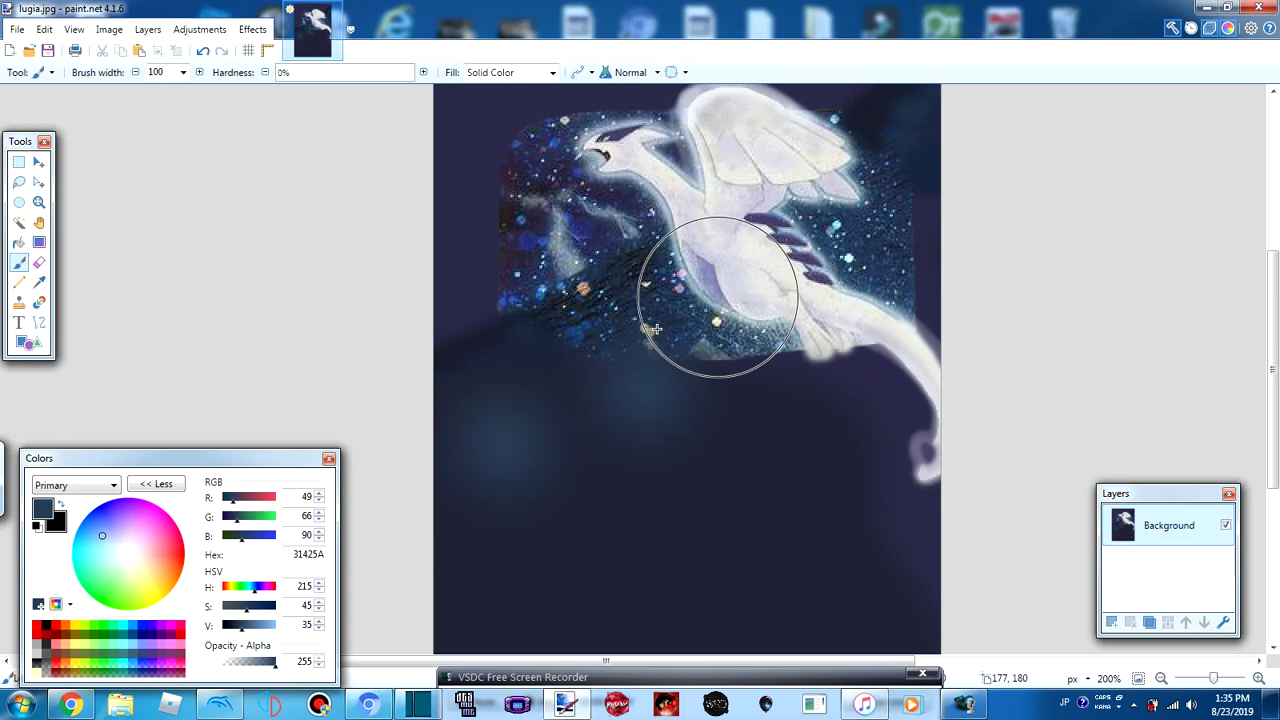 lugia.jpg - paint.net 4.1.6
File Edit View Image Layers Adjustments Effects
Tool: Brush width: 100 Hardness: 0% Fill: Solid Color Normal
Tools
Colors
Primary << Less
RGB
R: 49
G: 66
B: 90
Hex: 31425A
HSV
H: 215
S: 45
V: 35
Opacity - Alpha
255
Layers
Background
VSDC Free Screen Recorder
177, 180 px 200%
JP CAPS KANA 1:35 PM
8/23/2019